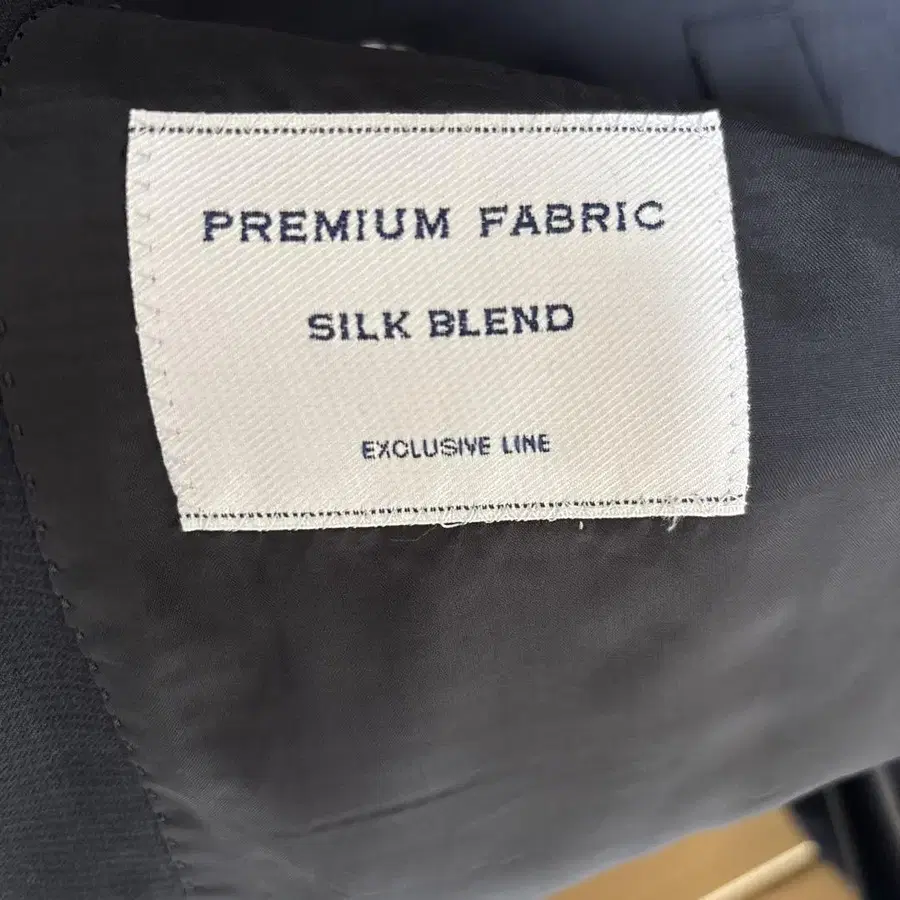 PREMIUM FABRIC
SILK BLEND
EXCLUSIVE LINE